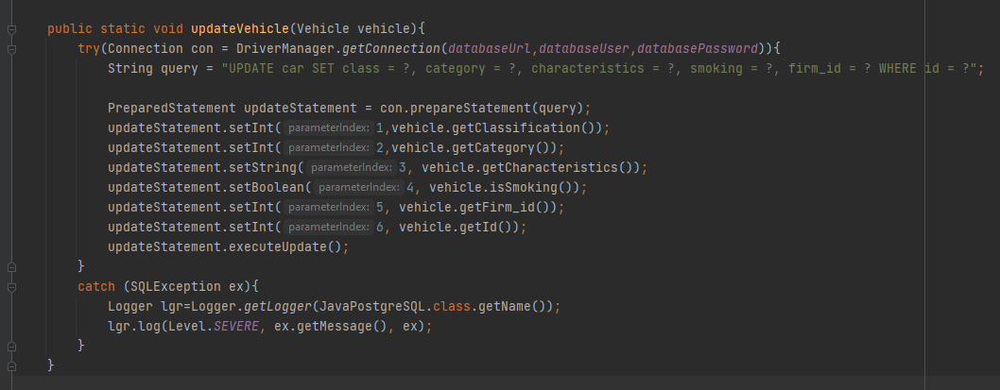 public static void updateVehicle(Vehicle vehicle){
try(Connection con = DriverManager.getConnection(databaseUrl,databaseUser,databasePassword)){
String query = "UPDATE car SET class = ?, category = ?, characteristics = ?, smoking = ?, firm_id = ? WHERE id = ?";
PreparedStatement updateStatement = con.prepareStatement(query);
updateStatement.setInt( parameterIndex: 1,vehicle.getClassification());
updateStatement.setInt( parameterIndex: 2,vehicle.getCategory());
updateStatement.setString( parameterIndex: 3, vehicle.getCharacteristics());
updateStatement.setBoolean( parameterIndex: 4, vehicle.isSmoking());
updateStatement.setInt( parameterIndex: 5, vehicle.getFirm_id());
updateStatement.setInt( parameterIndex: 6, vehicle.getId());
updateStatement.executeUpdate();
}
catch (SQLException ex){
Logger lgr=Logger.getLogger(JavaPostgreSQL.class.getName());
lgr.log(Level.SEVERE, ex.getMessage(), ex);
}
}